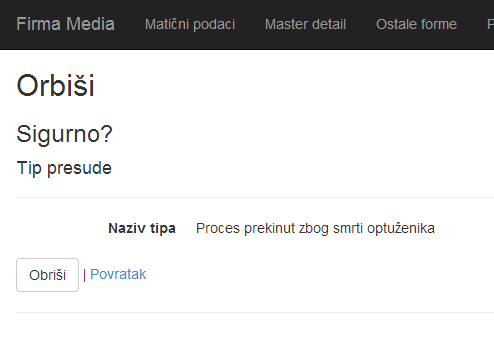 Firma Media Matični podaci Master detail Ostale forme
Orbiši
Sigurno?
Tip presude
Naziv tipa Proces prekinut zbog smrti optuženika
Obriši | Povratak